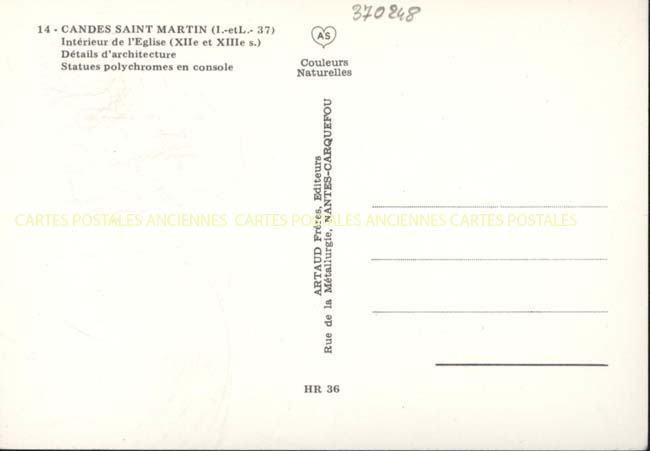 370248
14 - CANDES SAINT MARTIN (I.-etL.- 37)
Intérieur de l'Eglise (XIIe et XIIIe s.)
Détails d'architecture
Statues polychromes en console
AS
Couleurs
Naturelles
ARTAUD Frères, Editeurs
Rue de la Métallurgie, NANTES-CARQUEFOU
CARTES POSTALES ANCIENNES CARTES POSTALES ANCIENNES CARTES POSTALES
HR 36